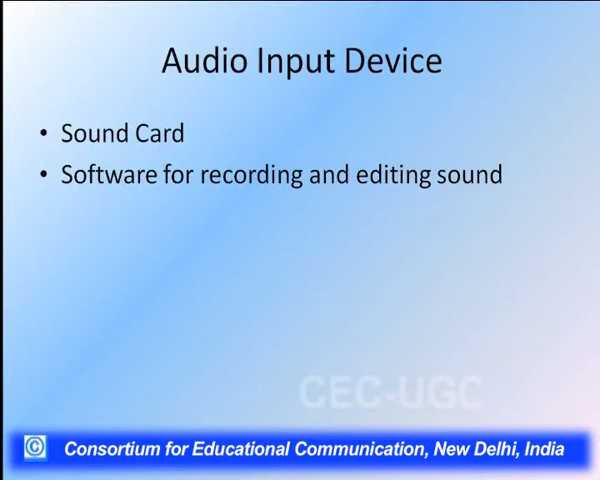 Audio Input Device
• Sound Card
• Software for recording and editing sound
CEC-UGC
© Consortium for Educational Communication, New Delhi, India